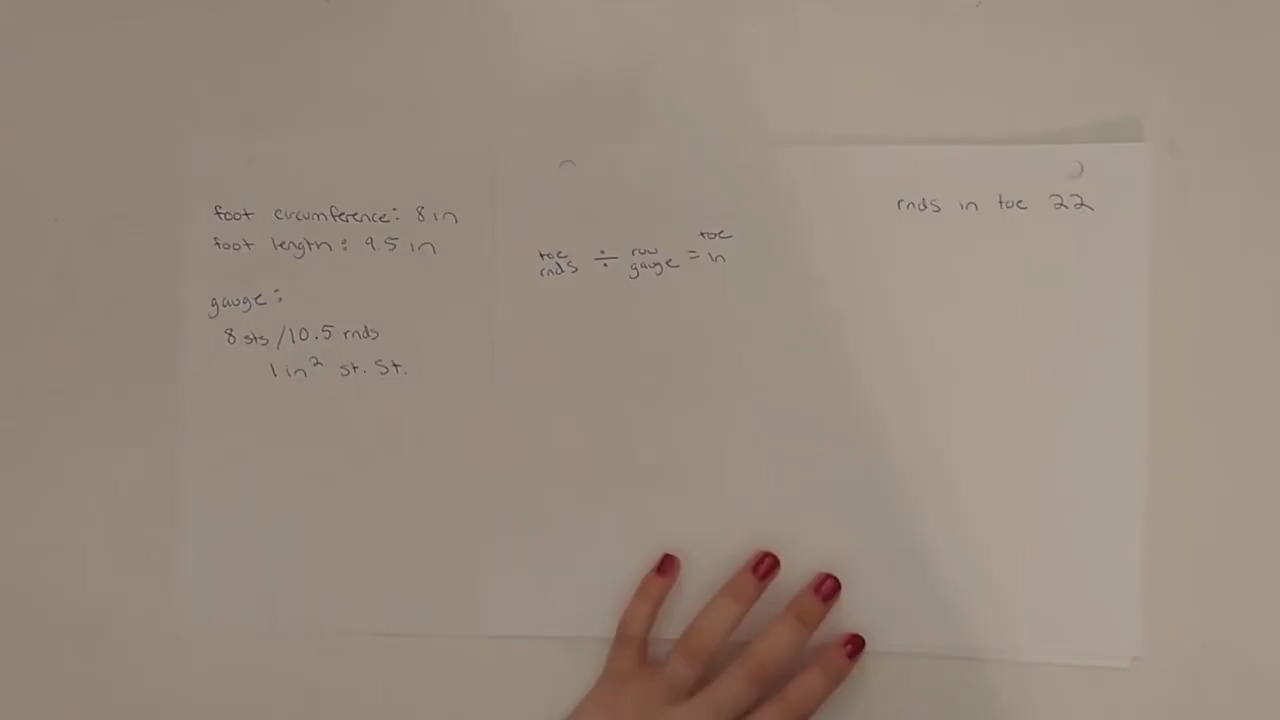 foot circumference: 8 in
foot length: 9.5 in
gauge:
8 sts/10.5 rnds
1 in² st. St.
toe rnds ÷ row gauge = toe in
rnds in toe 22